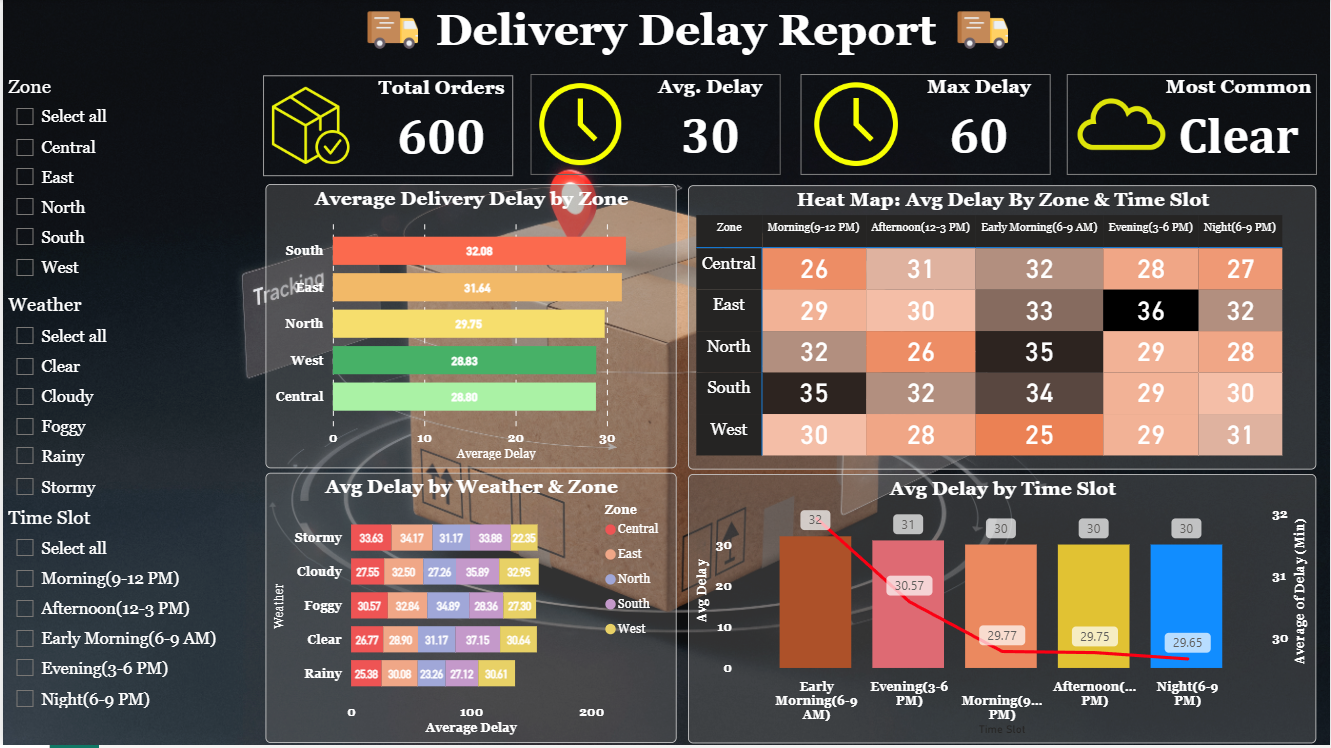 Delivery Delay Report
Zone
Select all
Central
East
North
South
West
Weather
Select all
Clear
Cloudy
Foggy
Rainy
Stormy
Time Slot
Select all
Morning(9-12 PM)
Afternoon(12-3 PM)
Early Morning(6-9 AM)
Evening(3-6 PM)
Night(6-9 PM)
Total Orders
600
Avg. Delay
30
Max Delay
60
Most Common
Clear
Average Delivery Delay by Zone
Tracking
South 32.08
East 31.64
North 29.75
West 28.83
Central 28.80
0 10 20 30
Average Delay
Heat Map: Avg Delay By Zone & Time Slot
Zone Morning(9-12 PM) Afternoon(12-3 PM) Early Morning(6-9 AM) Evening(3-6 PM) Night(6-9 PM)
Central 26 31 32 28 27
East 29 30 33 36 32
North 32 26 35 29 28
South 35 32 34 29 30
West 30 28 25 29 31
Avg Delay by Weather & Zone
Zone
Central
East
North
South
West
Weather
Stormy 33.63 34.17 31.17 33.88 22.35
Cloudy 27.55 32.50 27.26 35.89 32.95
Foggy 30.57 32.84 34.89 28.36 27.30
Clear 26.77 28.90 31.17 37.15 30.64
Rainy 25.38 30.08 23.26 27.12 30.61
0 100 200
Average Delay
Avg Delay by Time Slot
Avg Delay
30
20
10
0
32 31 30 30 30
30.57 29.77 29.75 29.65
32
31
30
Average of Delay (Min)
Early Morning(6-9 AM)
Evening(3-6 PM)
Morning(9... PM)
Afternoon(... PM)
Night(6-9 PM)
Time Slot